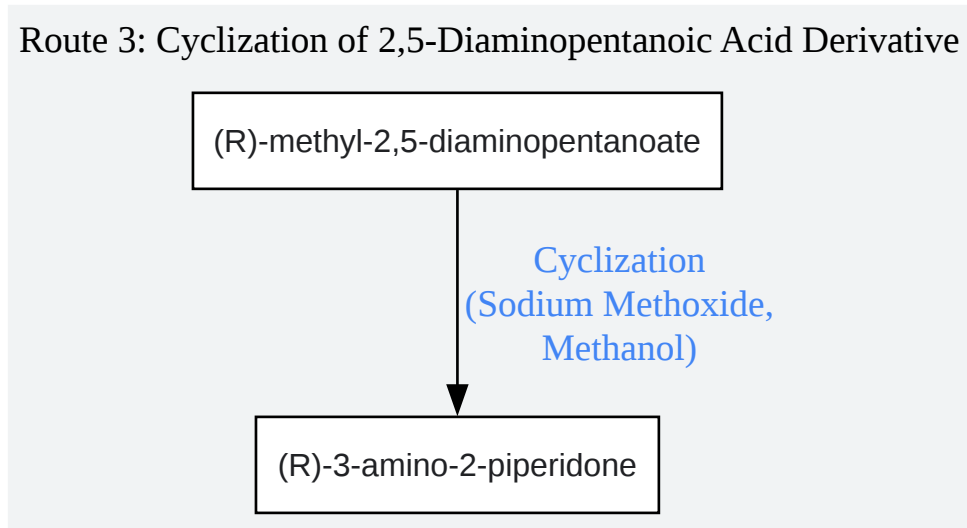 Route 3: Cyclization of 2,5-Diaminopentanoic Acid Derivative
(R)-methyl-2,5-diaminopentanoate
Cyclization
(Sodium Methoxide,
Methanol)
(R)-3-amino-2-piperidone